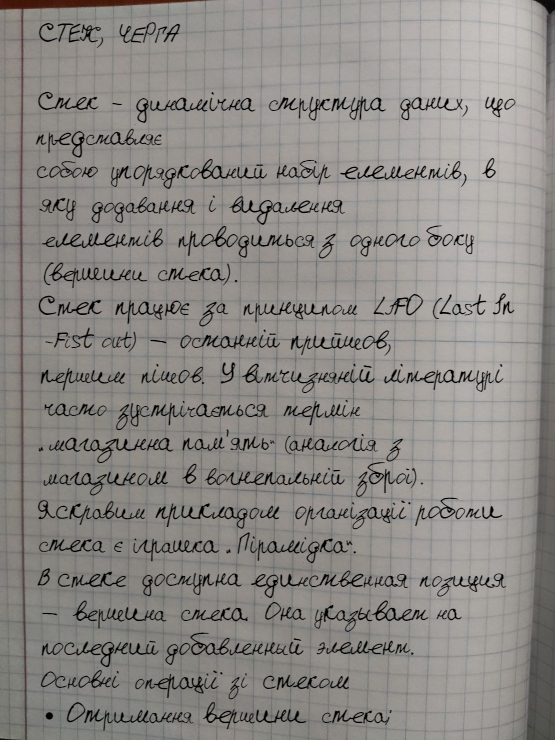 СТЕК, ЧЕРГА
Стек – динамічна структура даних, що
представляє
собою упорядкований набір елементів, в
яку додавання і видалення
елементів проводиться з одного боку
(вершини стека).
Стек працює за принципом LIFO (Last In
-Fist out) – останній прийшов,
першим пішов. У вітчизняній літературі
часто зустрічається термін
„магазинна пам'ять“ (аналогія з
магазином в вогнепальній зброї).
Яскравим прикладом організації роботи
стека є іграшка „Пірамідка“.
В стеке доступна единственная позиция
– вершина стека. Она указывает на
последний добавленный элемент.
Основні операції зі стеком
• Отримання вершини стека;